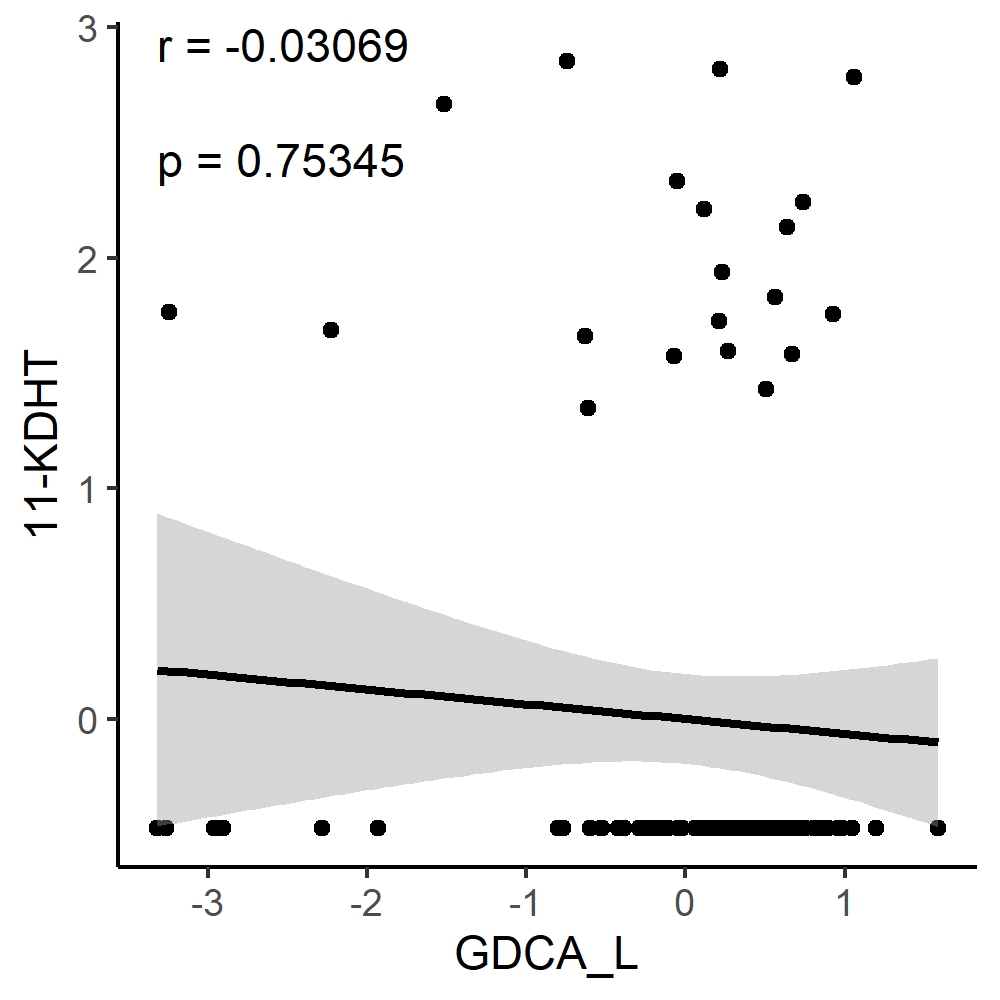 3
r = -0.03069
p = 0.75345
2
11-KDHT
1
0
-3
-2
-1
0
1
GDCA_L